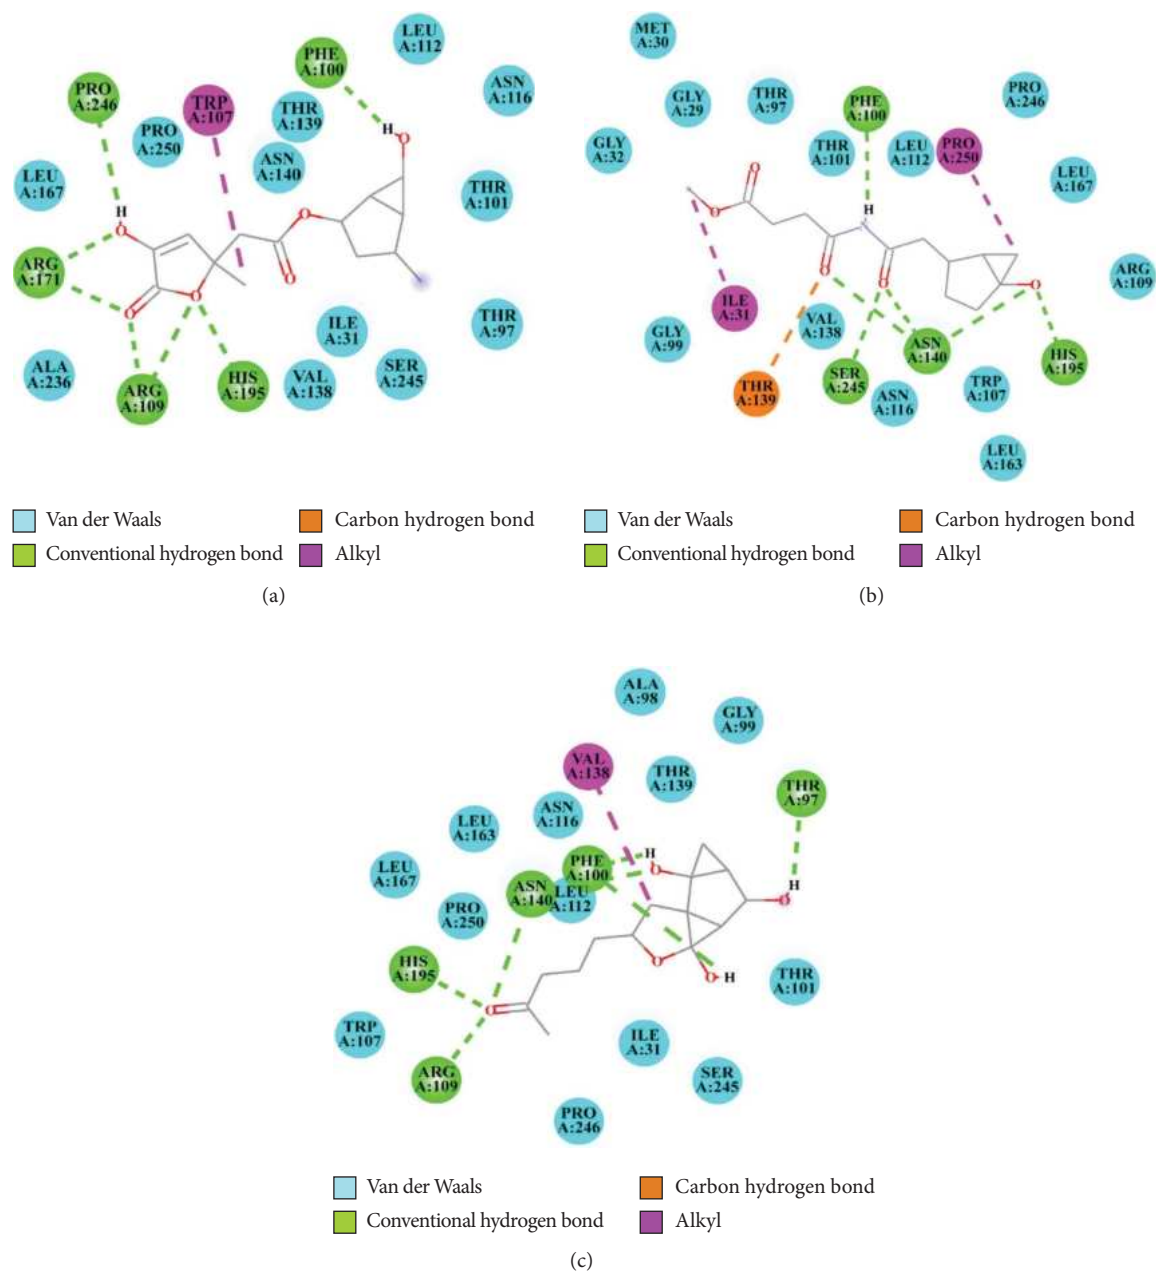 LEU
A:112
PHE
A:100
PRO
A:246
TRP
A:107
ASN
A:116
THR
A:139
PRO
A:250
ASN
A:140
LEU
A:167
THR
A:101
H
O
H
O
O
O
ARG
A:171
O
O
O
THR
A:97
ILE
A:31
ALA
A:236
ARG
A:109
HIS
A:195
VAL
A:138
SER
A:245
Van der Waals
Carbon hydrogen bond
Conventional hydrogen bond
Alkyl
(a)
MET
A:30
GLY
A:29
THR
A:97
PHE
A:100
PRO
A:246
GLY
A:32
THR
A:101
LEU
A:112
PRO
A:250
LEU
A:167
O
H
O
O
O
O
ARG
A:109
ILE
A:31
GLY
A:99
VAL
A:138
ASN
A:140
HIS
A:195
THR
A:139
SER
A:245
ASN
A:116
TRP
A:107
LEU
A:163
Van der Waals
Carbon hydrogen bond
Conventional hydrogen bond
Alkyl
(b)
ALA
A:98
GLY
A:99
VAL
A:138
THR
A:139
THR
A:97
ASN
A:116
LEU
A:163
LEU
A:167
PHE
A:100
ASN
A:140
LEU
A:112
PRO
A:250
H
O
H
O
HIS
A:195
O
O
H
THR
A:101
O
TRP
A:107
ILE
A:31
ARG
A:109
SER
A:245
PRO
A:246
Van der Waals
Carbon hydrogen bond
Conventional hydrogen bond
Alkyl
(c)